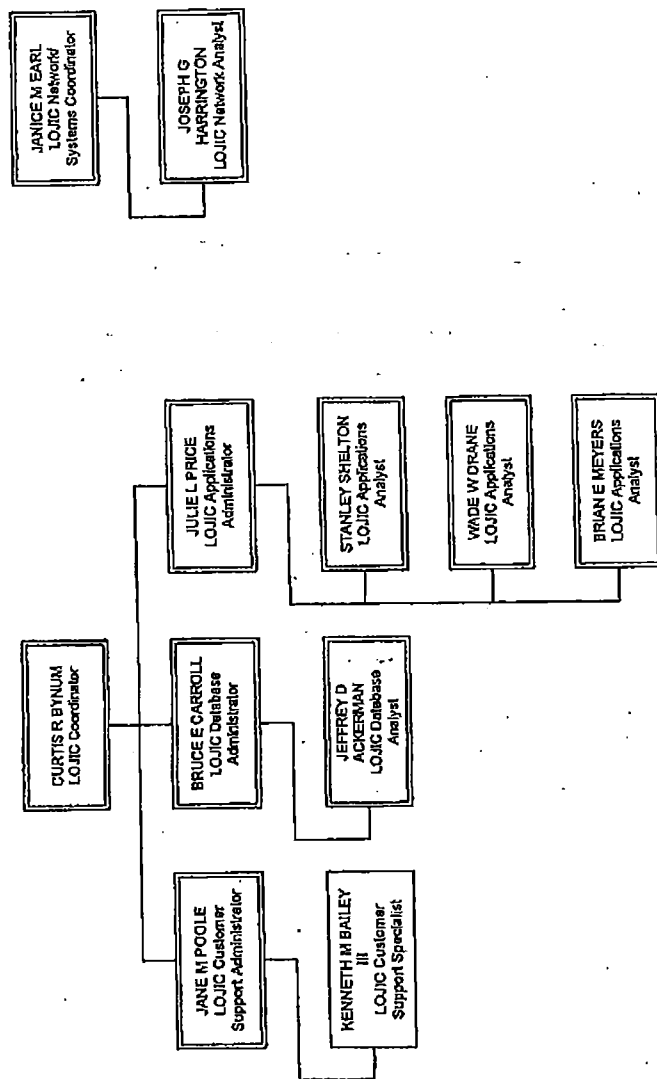 CURTIS R BYNUM
LOJIC Coordinator
JANICE M EARL
LOJIC Network/
Systems Coordinator
JANE M POOLE
LOJIC Customer
Support Administrator
BRUCE E CARROLL
LOJIC Database
Administrator
JULIE L PRICE
LOJIC Applications
Administrator
JOSEPH G
HARRINGTON
LOJIC Network Analyst
KENNETH M BAILEY
III
LOJIC Customer
Support Specialist
JEFFREY D
ACKERMAN
LOJIC Database
Analyst
STANLEY SHELTON
LOJIC Applications
Analyst
WADE W DRANE
LOJIC Applications
Analyst
BRIAN E MEYERS
LOJIC Applications
Analyst